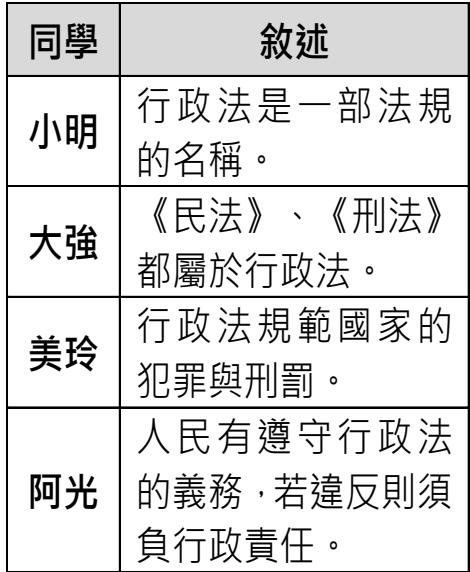 同學 敘述
小明 行政法是一部法規
的名稱。
大強 《民法》、《刑法》
都屬於行政法。
美玲 行政法規範國家的
犯罪與刑罰。
阿光 人民有遵守行政法
的義務,若違反則須
負行政責任。